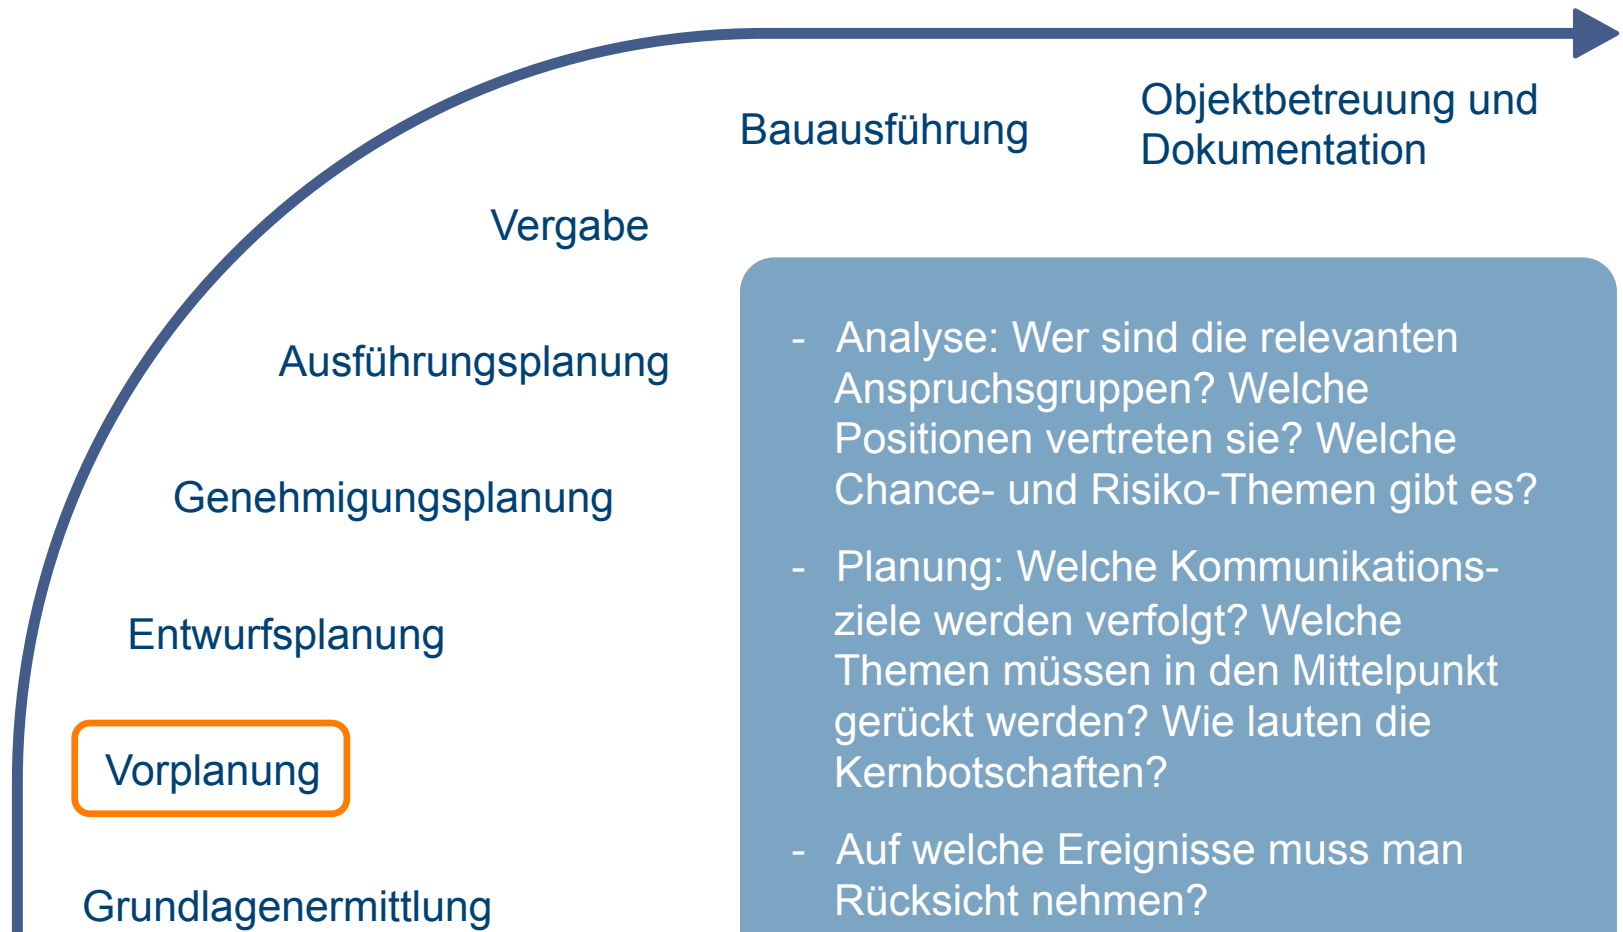 Bauausführung
Objektbetreuung und
Dokumentation
Vergabe
Ausführungsplanung
Genehmigungsplanung
Entwurfsplanung
Vorplanung
Grundlagenermittlung
- Analyse: Wer sind die relevanten
Anspruchsgruppen? Welche
Positionen vertreten sie? Welche
Chance- und Risiko-Themen gibt es?
- Planung: Welche Kommunikations-
ziele werden verfolgt? Welche
Themen müssen in den Mittelpunkt
gerückt werden? Wie lauten die
Kernbotschaften?
- Auf welche Ereignisse muss man
Rücksicht nehmen?